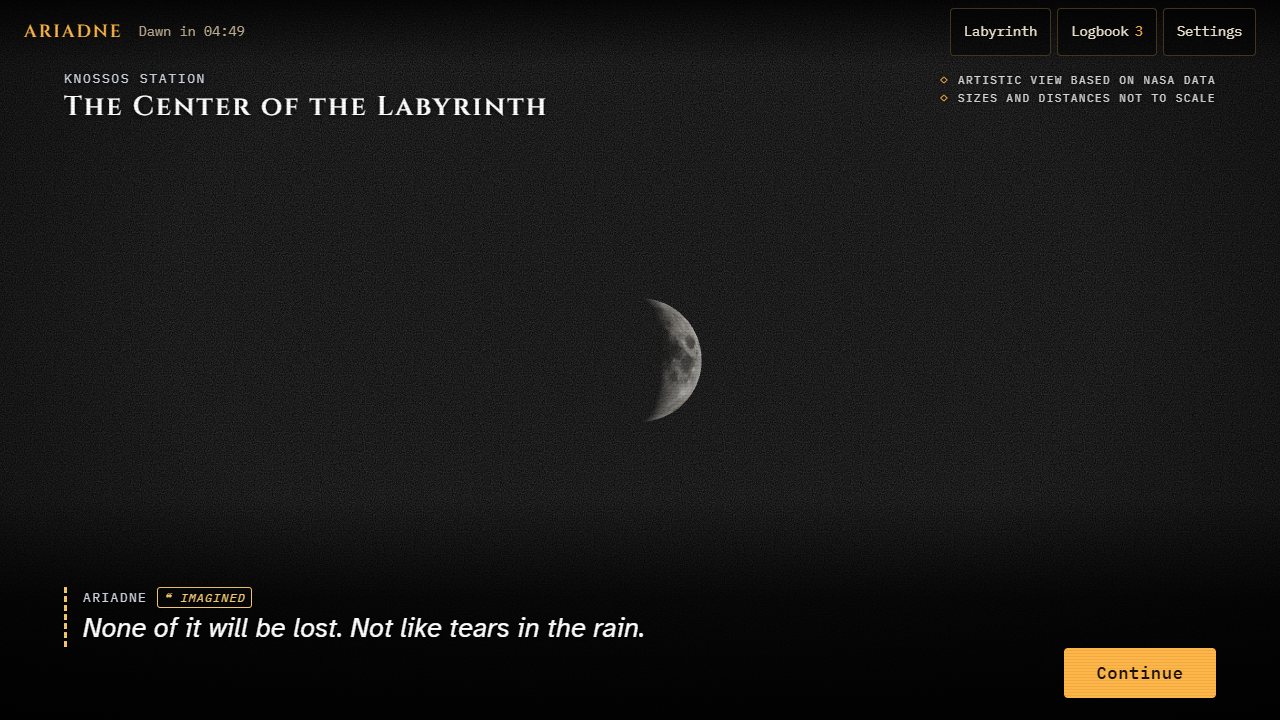 ARIADNE Dawn in 04:49 Labyrinth Logbook 3 Settings
KNOSSOS STATION
The Center of the Labyrinth
◇ ARTISTIC VIEW BASED ON NASA DATA
◇ SIZES AND DISTANCES NOT TO SCALE
ARIADNE ❝ IMAGINED
None of it will be lost. Not like tears in the rain.
Continue